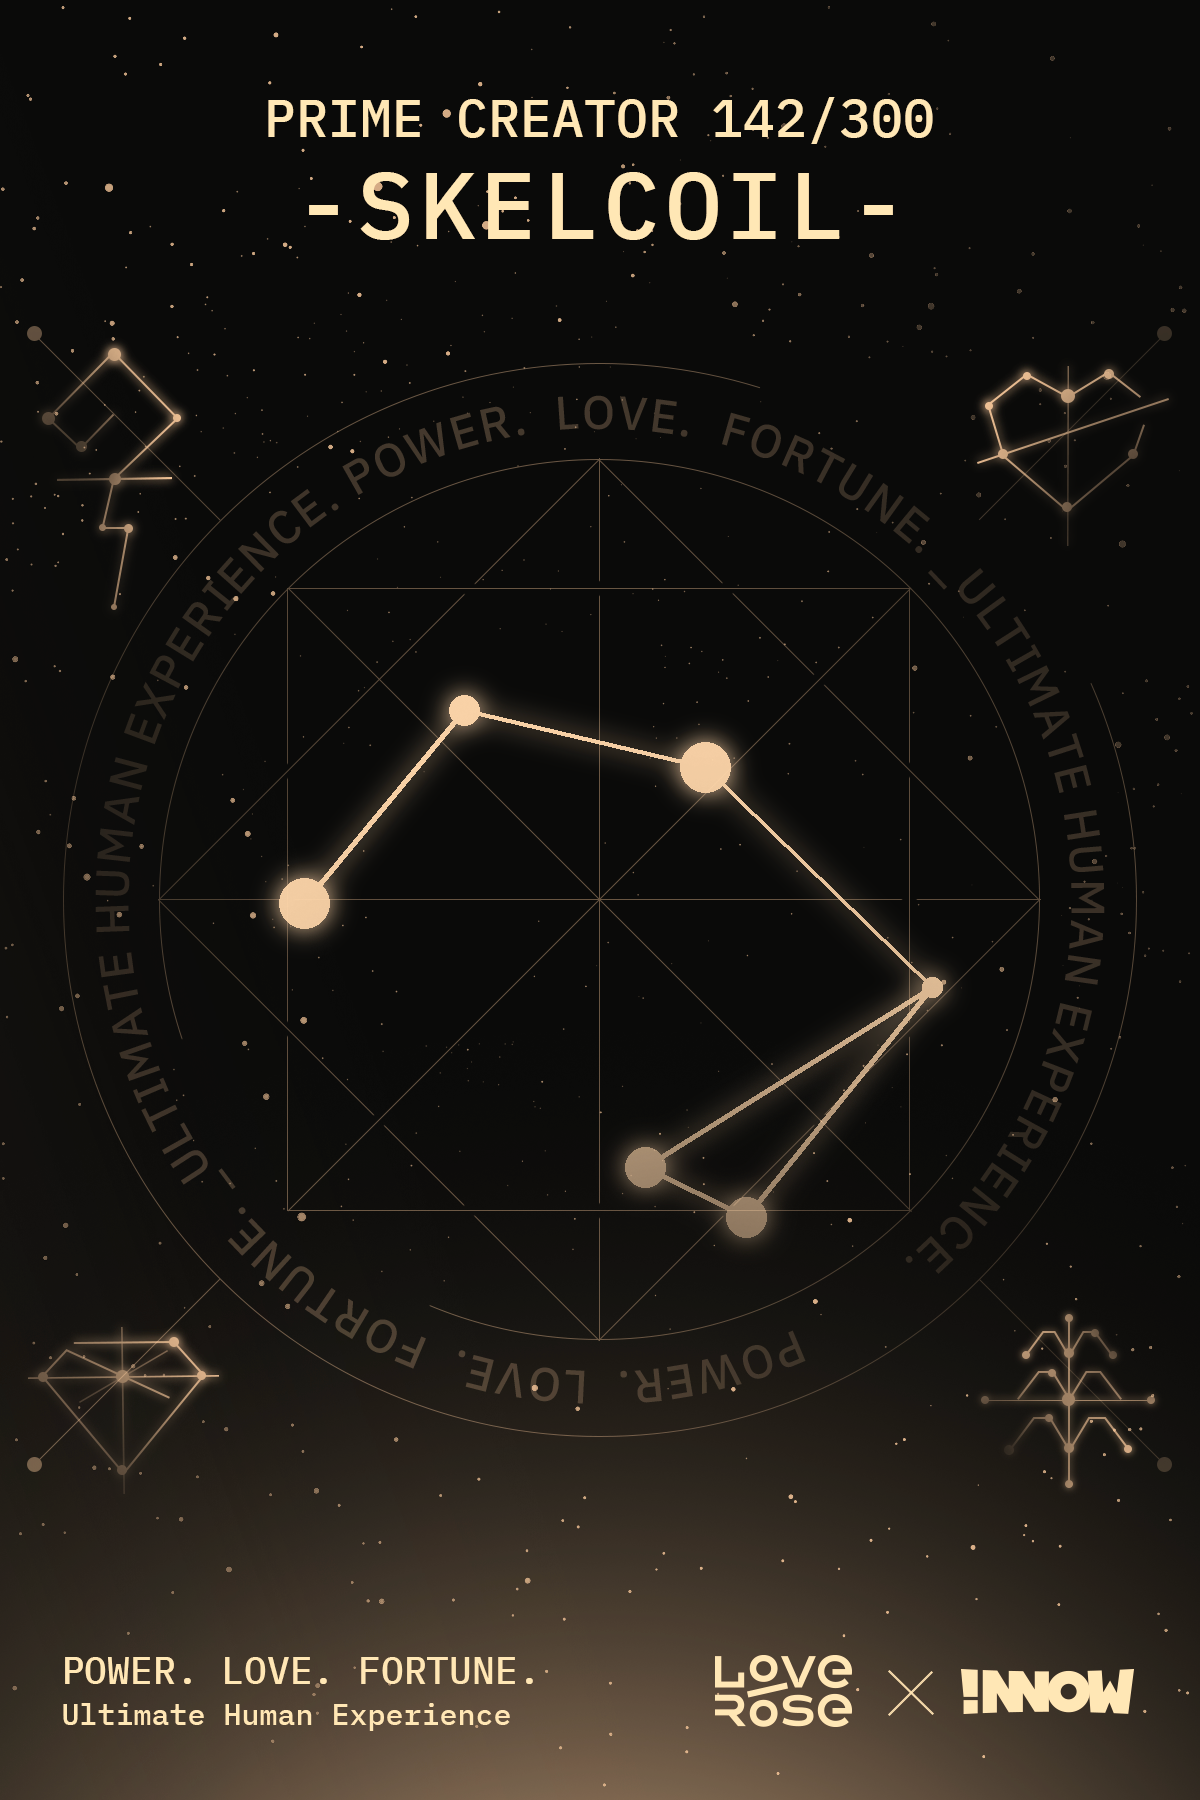 PRIME CREATOR 142/300
-SKELCOIL-
POWER. LOVE. FORTUNE. – ULTIMATE HUMAN EXPERIENCE.
POWER. LOVE. FORTUNE. – ULTIMATE HUMAN EXPERIENCE.
POWER. LOVE. FORTUNE.
Ultimate Human Experience
LOVE
ROSE
!NNOW